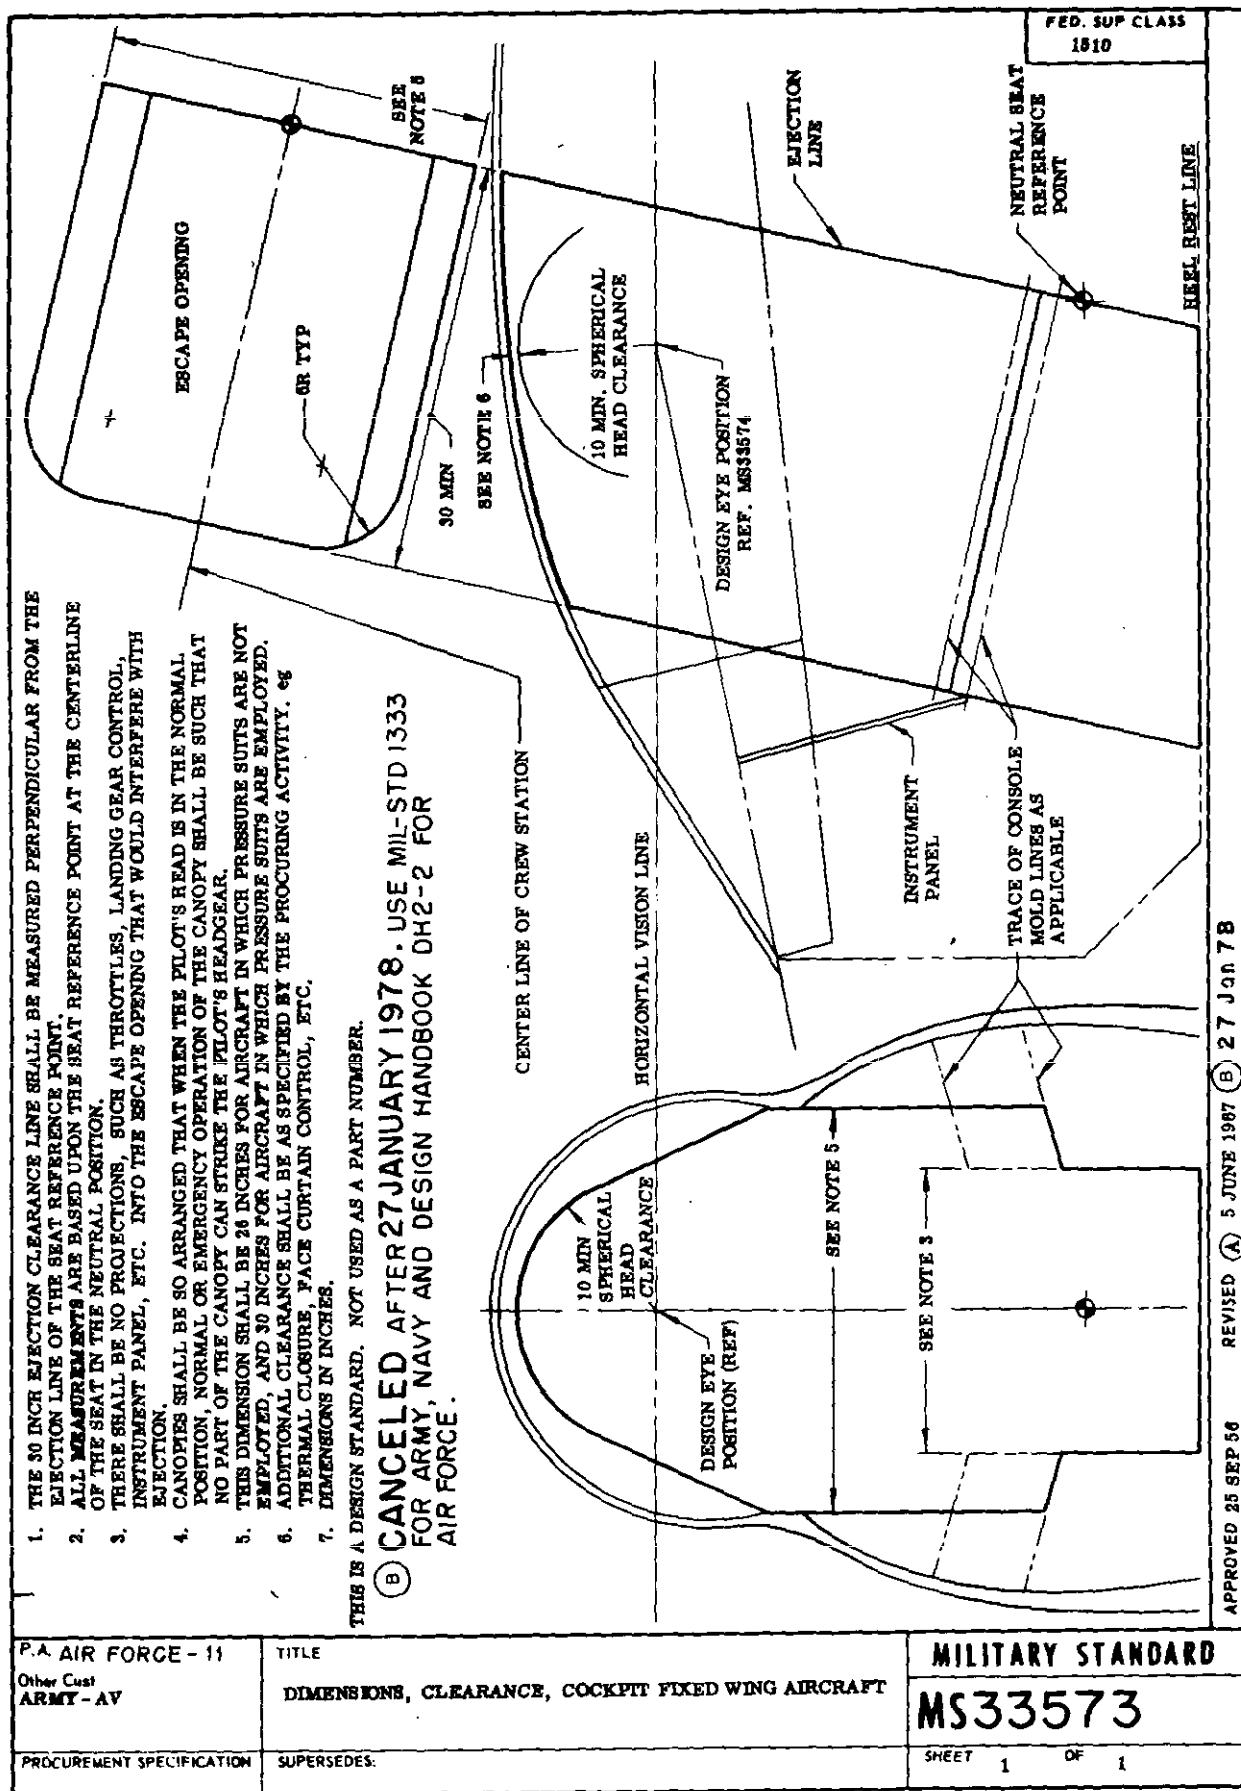 FED. SUP CLASS
1510
1. THE 30 INCH EJECTION CLEARANCE LINE SHALL BE MEASURED PERPENDICULAR FROM THE
EJECTION LINE OF THE SEAT REFERENCE POINT.
2. ALL MEASUREMENTS ARE BASED UPON THE SEAT REFERENCE POINT AT THE CENTERLINE
OF THE SEAT IN THE NEUTRAL POSITION.
3. THERE SHALL BE NO PROJECTIONS, SUCH AS THROTTLES, LANDING GEAR CONTROL,
INSTRUMENT PANEL, ETC. INTO THE ESCAPE OPENING THAT WOULD INTERFERE WITH
EJECTION.
4. CANOPIES SHALL BE SO ARRANGED THAT WHEN THE PILOT'S HEAD IS IN THE NORMAL
POSITION, NORMAL OR EMERGENCY OPERATION OF THE CANOPY SHALL BE SUCH THAT
NO PART OF THE CANOPY CAN STRIKE THE PILOT'S HEADGEAR.
5. THIS DIMENSION SHALL BE 26 INCHES FOR AIRCRAFT IN WHICH PRESSURE SUITS ARE NOT
EMPLOYED, AND 30 INCHES FOR AIRCRAFT IN WHICH PRESSURE SUITS ARE EMPLOYED.
6. ADDITIONAL CLEARANCE SHALL BE AS SPECIFIED BY THE PROCURING ACTIVITY. eg
THERMAL CLOSURE, FACE CURTAIN CONTROL, ETC.
7. DIMENSIONS IN INCHES.
THIS IS A DESIGN STANDARD. NOT USED AS A PART NUMBER.
B CANCELED AFTER 27 JANUARY 1978. USE MIL-STD 1333
FOR ARMY, NAVY AND DESIGN HANDBOOK DH2-2 FOR
AIR FORCE.
ESCAPE OPENING
SEE
NOTE 5
6R TYP
30 MIN
SEE NOTE 6
10 MIN. SPHERICAL
HEAD CLEARANCE
DESIGN EYE POSITION
REF. MS33574
EJECTION
LINE
NEUTRAL SEAT
REFERENCE
POINT
HEEL REST LINE
CENTER LINE OF CREW STATION
HORIZONTAL VISION LINE
INSTRUMENT
PANEL
TRACE OF CONSOLE
MOLD LINES AS
APPLICABLE
10 MIN
SPHERICAL
HEAD
CLEARANCE
DESIGN EYE
POSITION (REF)
SEE NOTE 5
SEE NOTE 3
APPROVED 25 SEP 56 REVISED A 5 JUNE 1967 B 27 Jan 78
P.A. AIR FORCE - 11
Other Cust
ARMY - AV
PROCUREMENT SPECIFICATION
TITLE
DIMENSIONS, CLEARANCE, COCKPIT FIXED WING AIRCRAFT
SUPERSEDES:
MILITARY STANDARD
MS33573
SHEET 1 OF 1